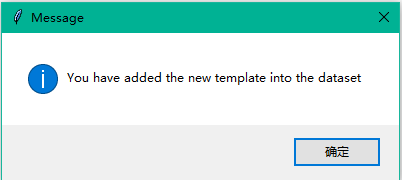 Message
You have added the new template into the dataset
确定